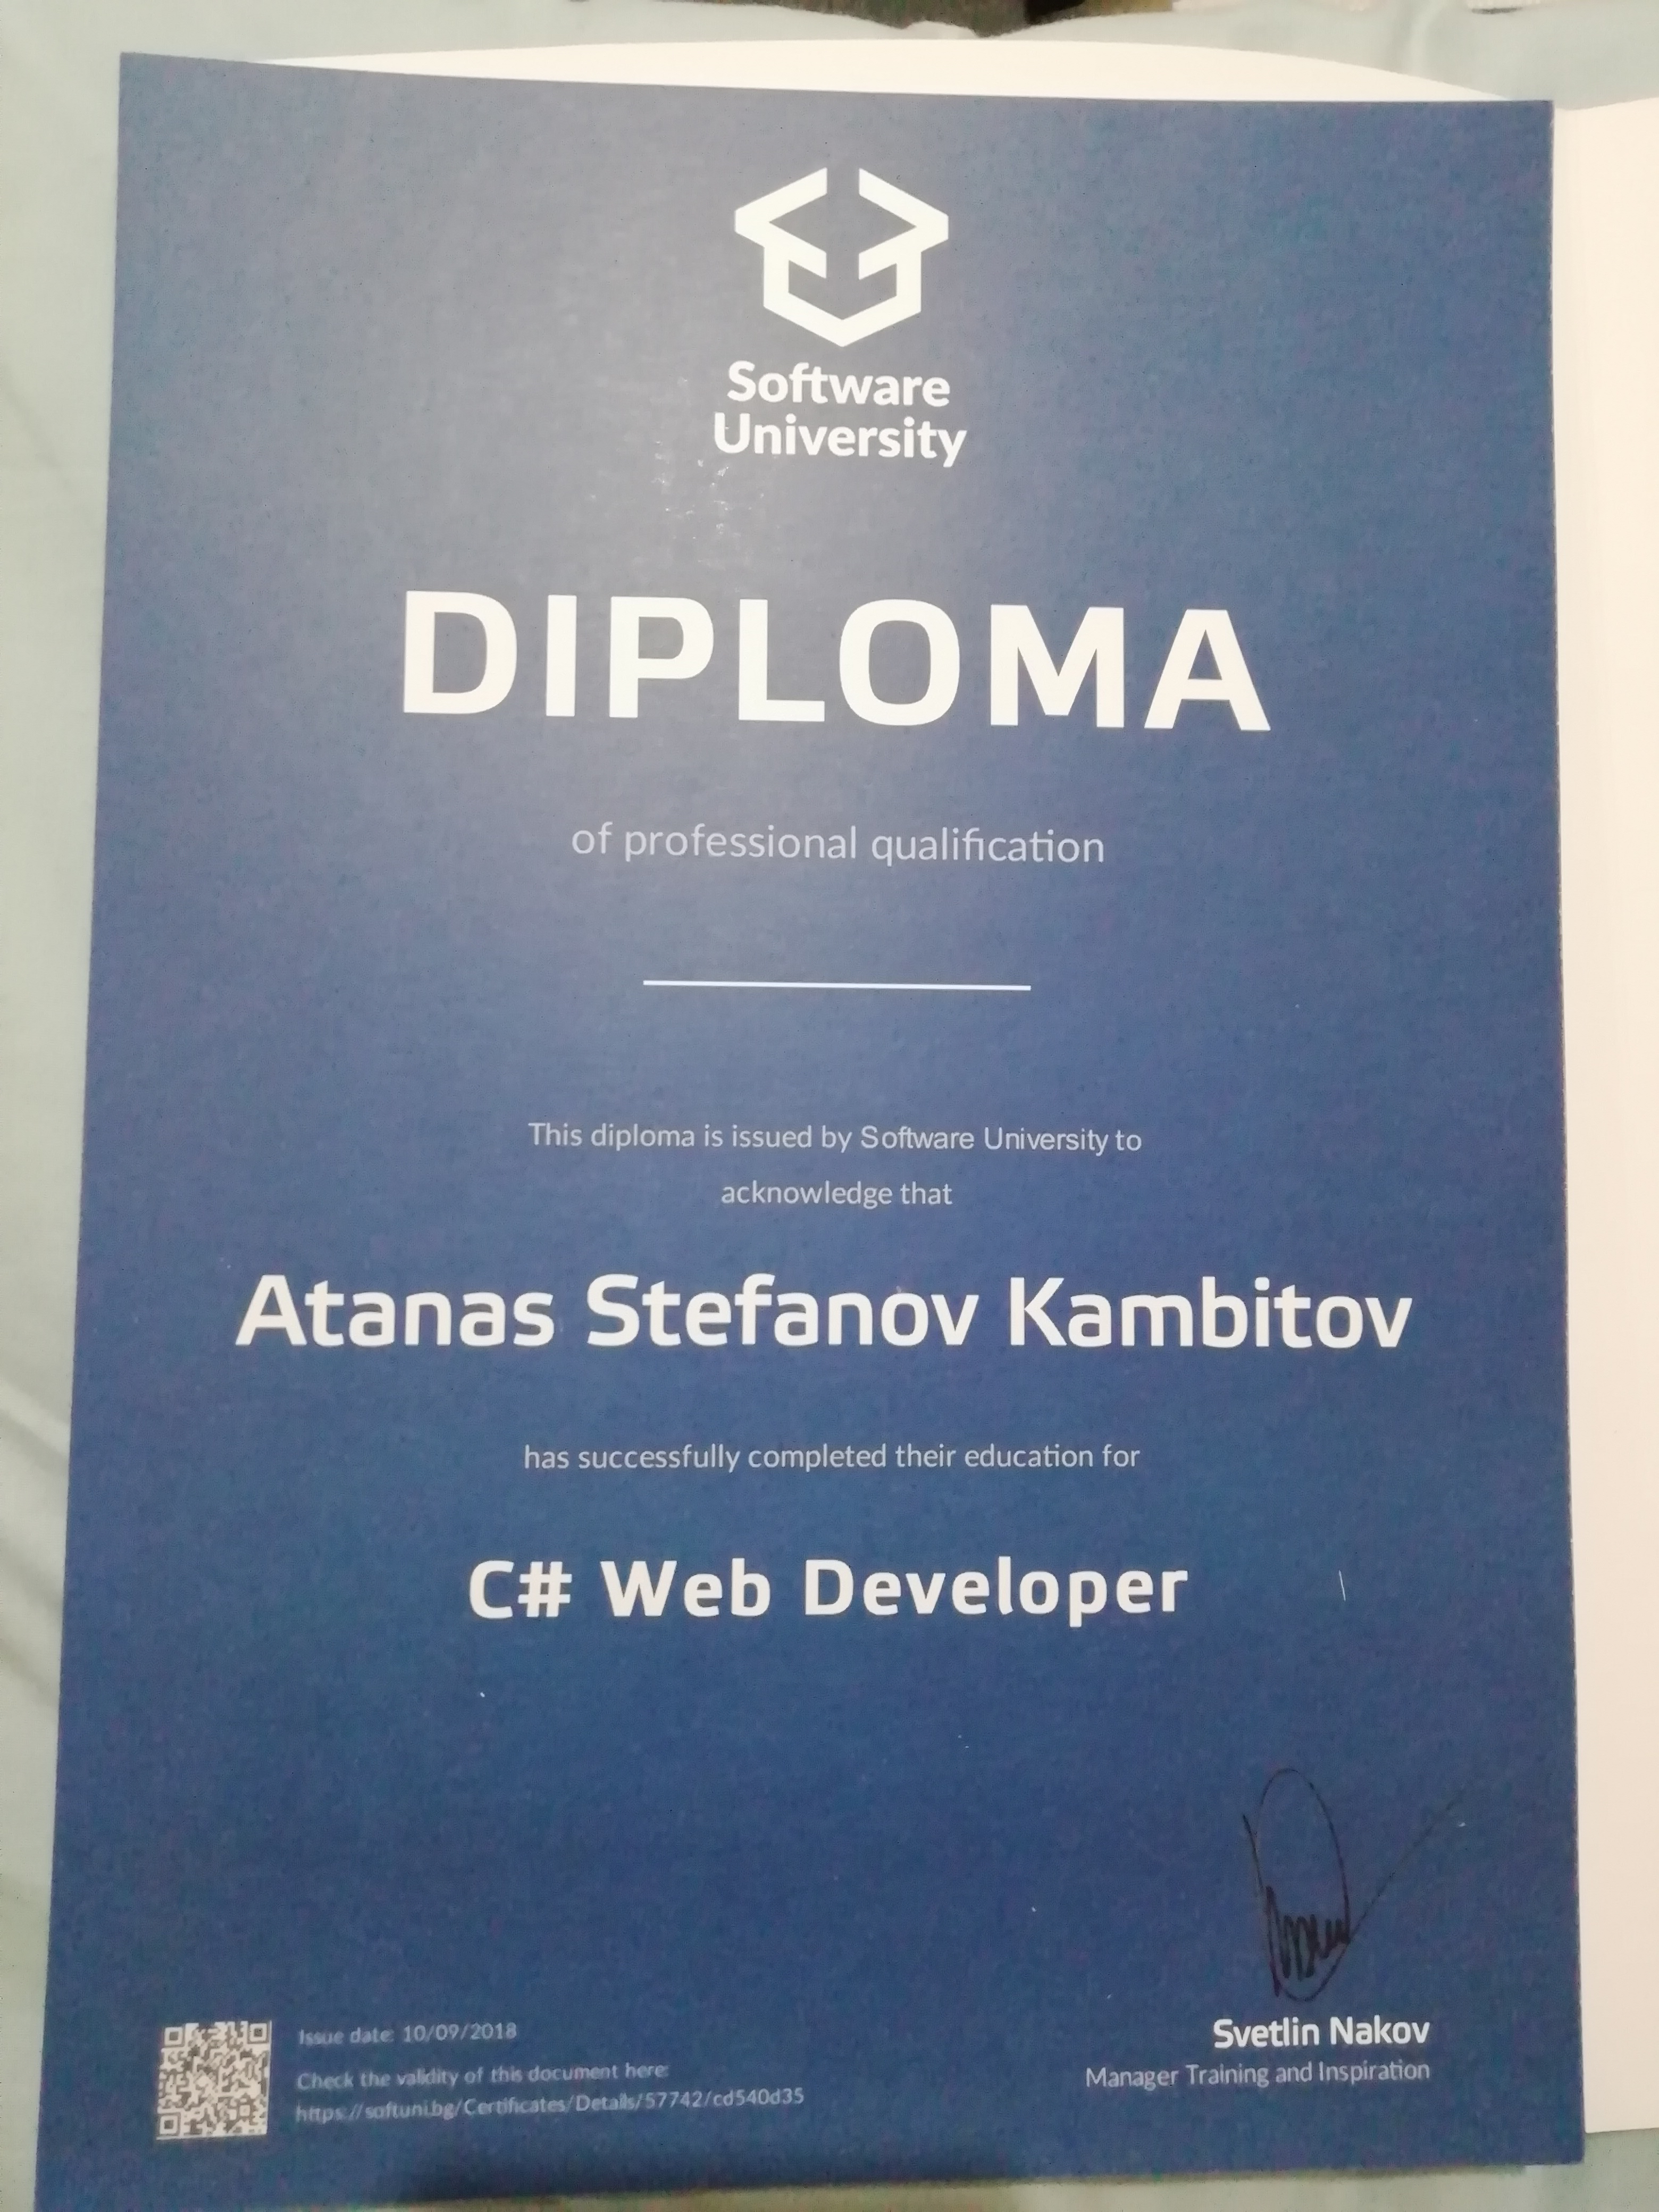 Software
University
DIPLOMA
of professional qualification
This diploma is issued by Software University to
acknowledge that
Atanas Stefanov Kambitov
has successfully completed their education for
C# Web Developer
Issue date: 10/09/2018
Check the validity of this document here:
https://softuni.bg/Certificates/Details/57742/cd540d35
Svetlin Nakov
Manager Training and Inspiration